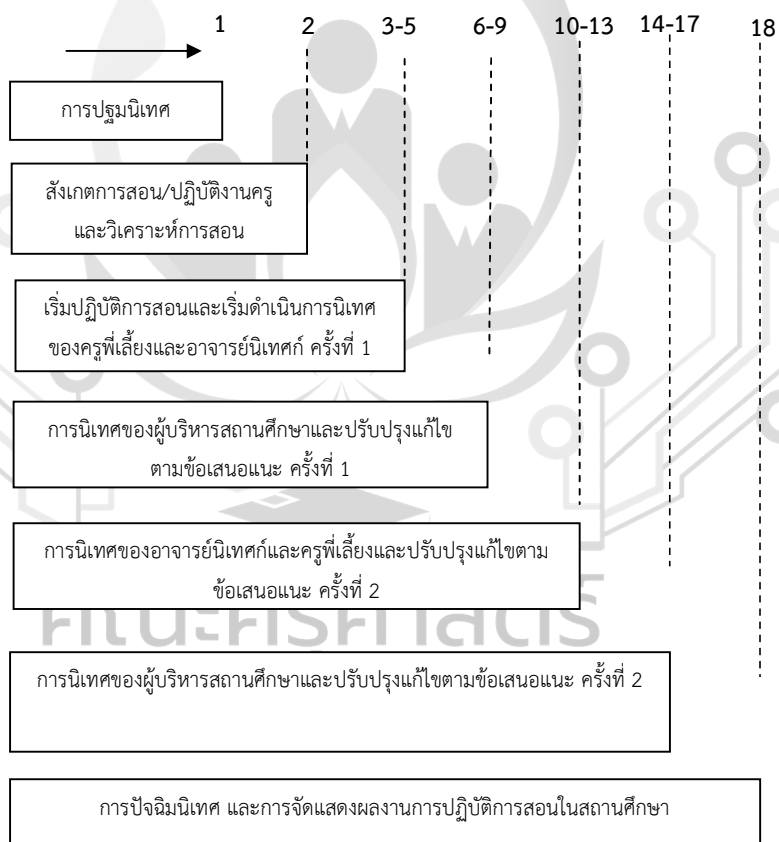 1 2 3-5 6-9 10-13 14-17 18
การปฐมนิเทศ
สังเกตการสอน/ปฏิบัติงานครู
และวิเคราะห์การสอน
เริ่มปฏิบัติการสอนและเริ่มดำเนินการนิเทศ
ของครูพี่เลี้ยงและอาจารย์นิเทศก์ ครั้งที่ 1
การนิเทศของผู้บริหารสถานศึกษาและปรับปรุงแก้ไข
ตามข้อเสนอแนะ ครั้งที่ 1
การนิเทศของอาจารย์นิเทศก์และครูพี่เลี้ยงและปรับปรุงแก้ไขตาม
ข้อเสนอแนะ ครั้งที่ 2
คณะครุศาสตร์
การนิเทศของผู้บริหารสถานศึกษาและปรับปรุงแก้ไขตามข้อเสนอแนะ ครั้งที่ 2
การปัจฉิมนิเทศ และการจัดแสดงผลงานการปฏิบัติการสอนในสถานศึกษา